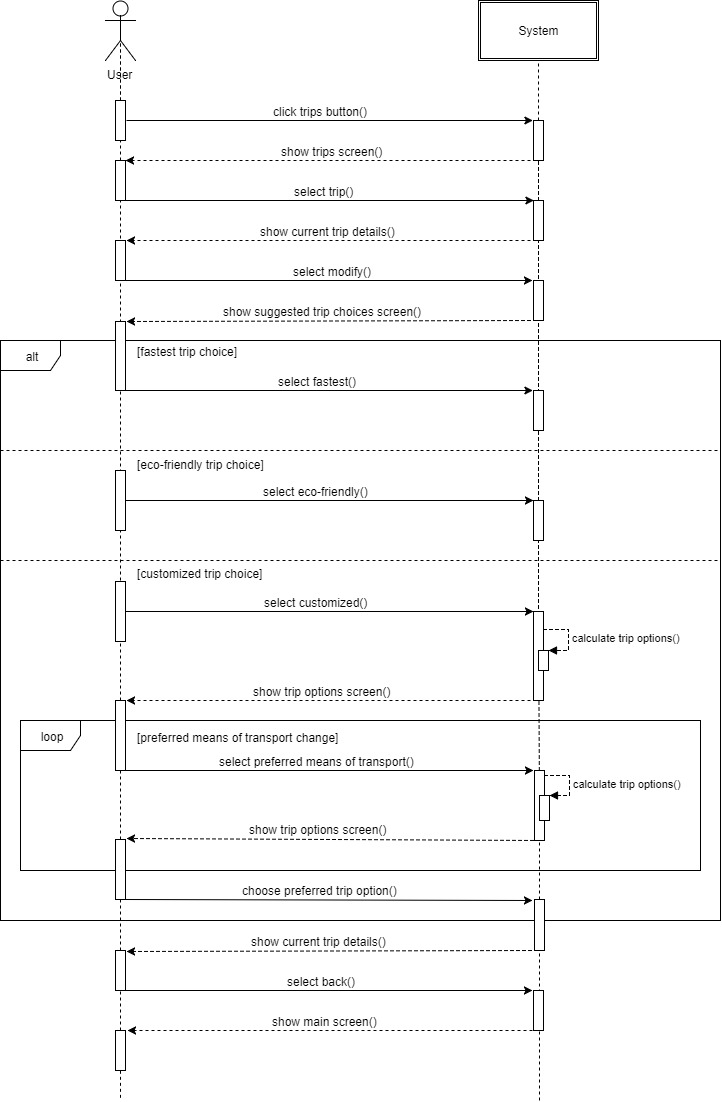 System
User
click trips button()
show trips screen()
select trip()
show current trip details()
select modify()
show suggested trip choices screen()
alt
[fastest trip choice]
select fastest()
[eco-friendly trip choice]
select eco-friendly()
[customized trip choice]
select customized()
calculate trip options()
show trip options screen()
loop
[preferred means of transport change]
select preferred means of transport()
calculate trip options()
show trip options screen()
choose preferred trip option()
show current trip details()
select back()
show main screen()